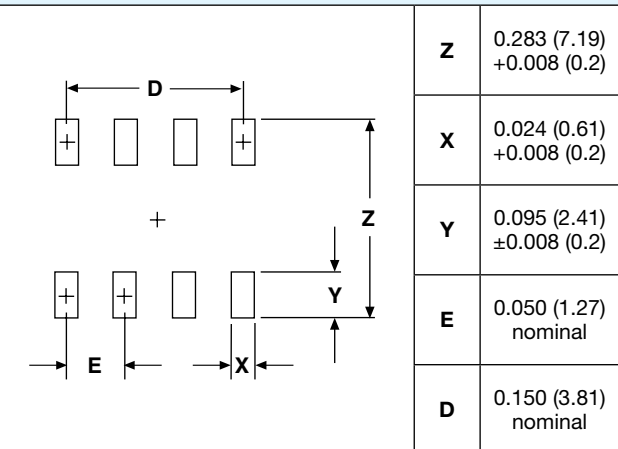 D
Z
Y
E
X
Z 0.283 (7.19)
+0.008 (0.2)
X 0.024 (0.61)
+0.008 (0.2)
Y 0.095 (2.41)
±0.008 (0.2)
E 0.050 (1.27)
nominal
D 0.150 (3.81)
nominal